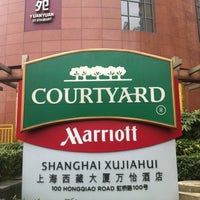 苑
YUANYUAN
RESTAURANT
COURTYARD®
Marriott
SHANGHAI XUJIAHUI
上海西藏大厦万怡酒店
100 HONGQIAO ROAD 虹桥路100号